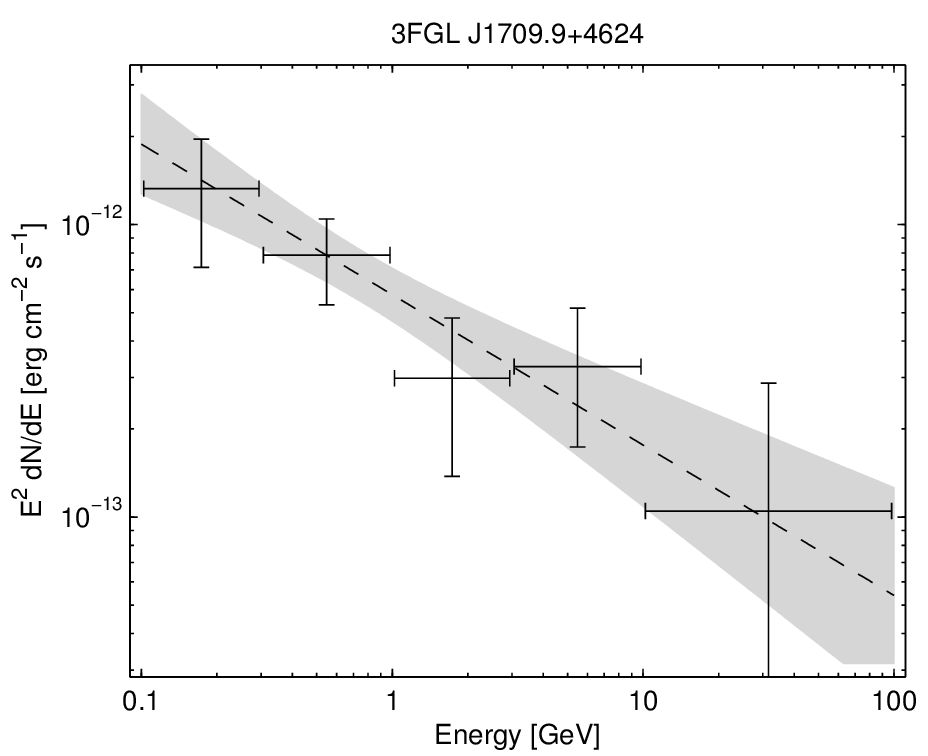 3FGL J1709.9+4624
E² dN/dE [erg cm⁻² s⁻¹]
10⁻¹²
10⁻¹³
0.1 1 10 100
Energy [GeV]